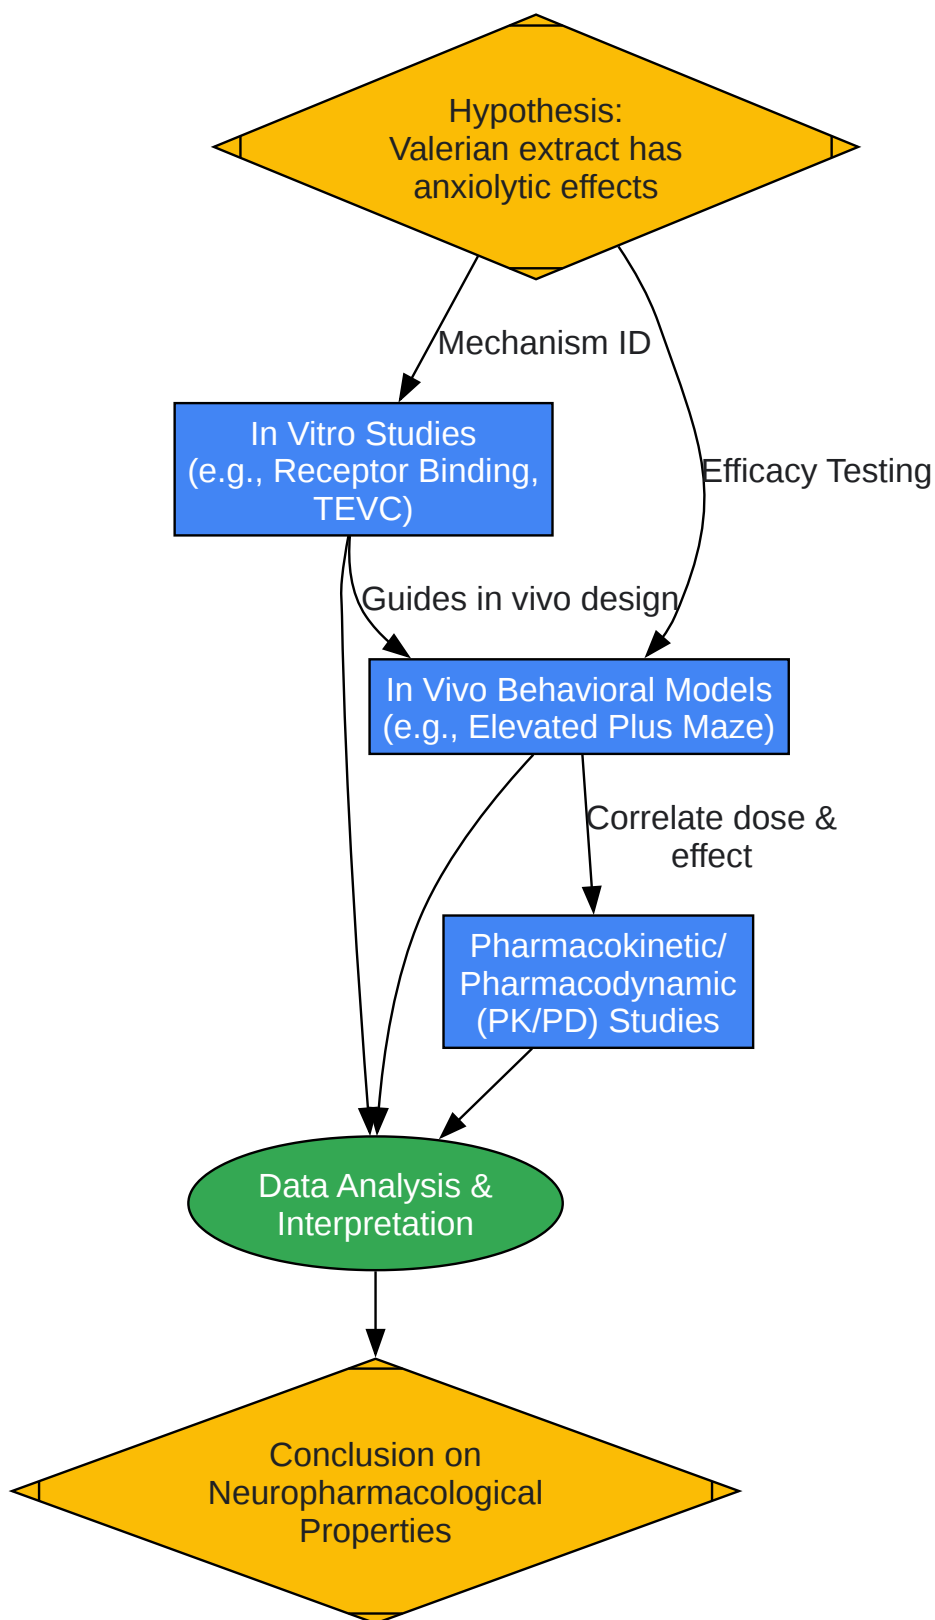 Hypothesis:
Valerian extract has
anxiolytic effects
Mechanism ID
In Vitro Studies
(e.g., Receptor Binding,
TEVC)
Efficacy Testing
Guides in vivo design
In Vivo Behavioral Models
(e.g., Elevated Plus Maze)
Correlate dose &
effect
Pharmacokinetic/
Pharmacodynamic
(PK/PD) Studies
Data Analysis &
Interpretation
Conclusion on
Neuropharmacological
Properties